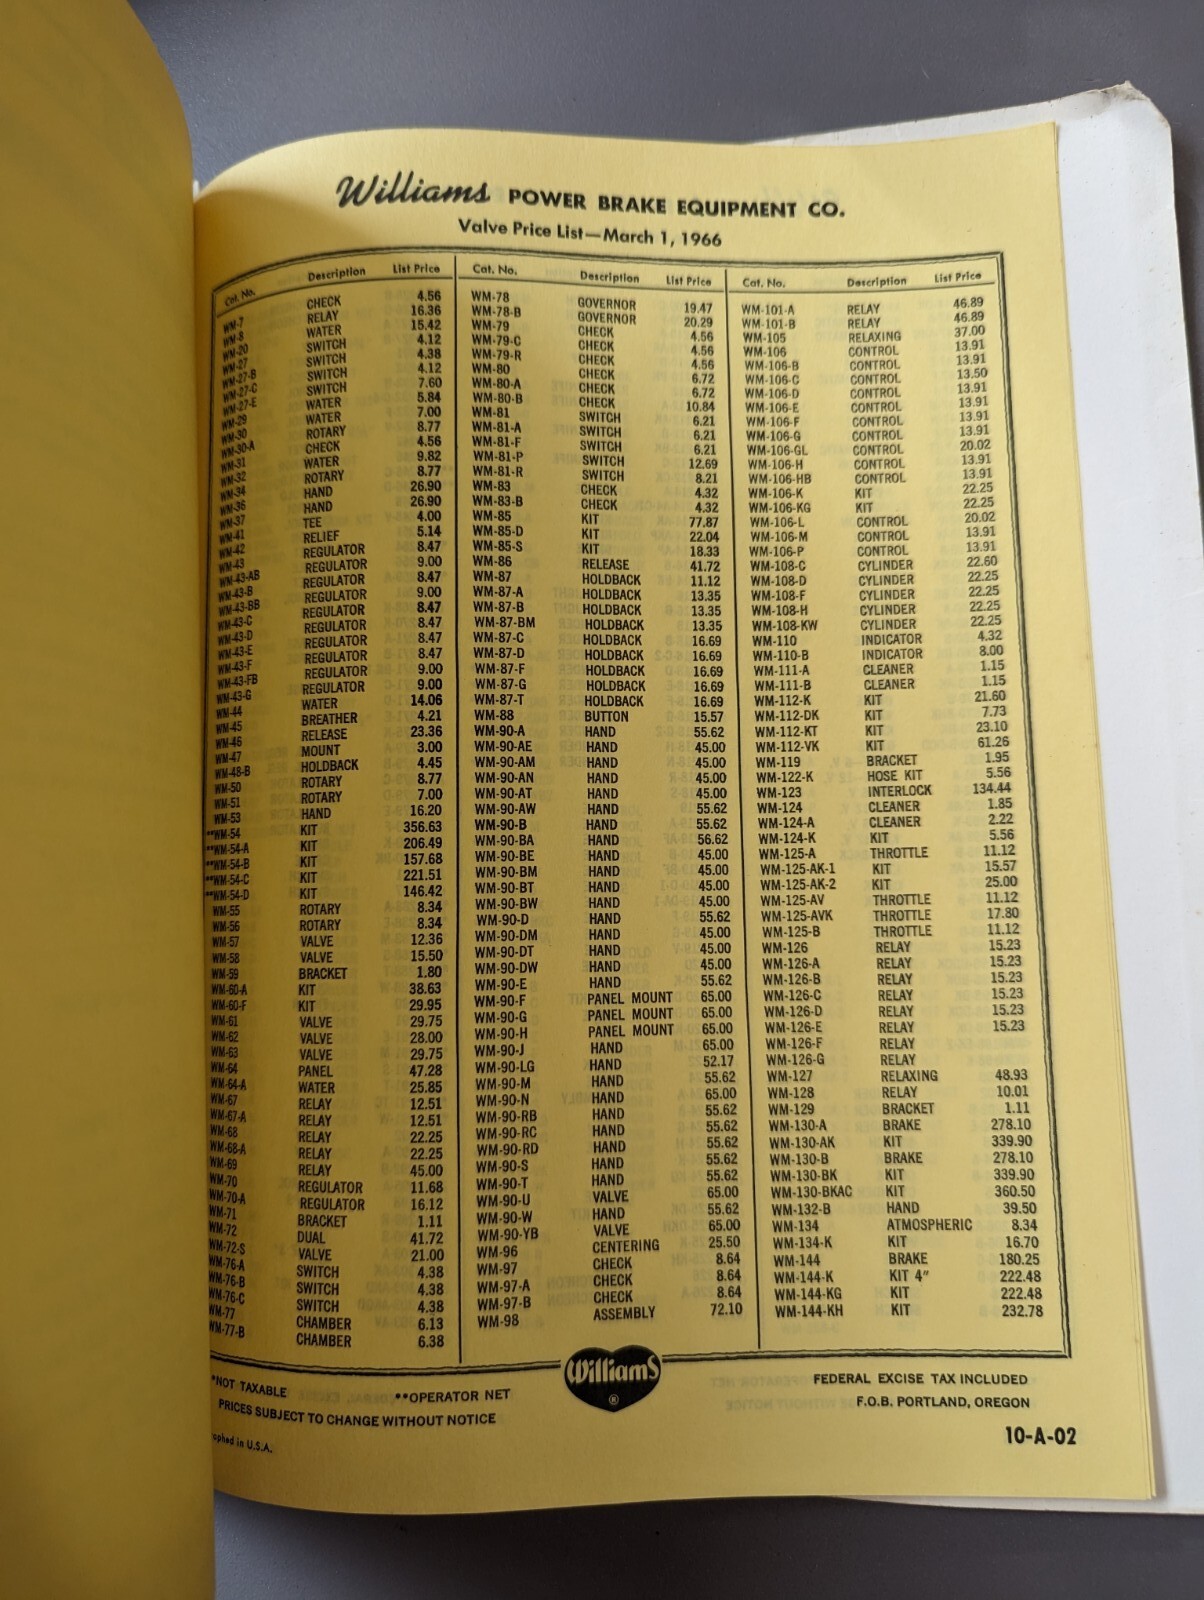 Williams POWER BRAKE EQUIPMENT CO.
Valve Price List—March 1, 1966
Cat. No. Description List Price
WM-7 CHECK 4.56
WM-8 RELAY 16.36
WM-20 WATER 15.42
WM-27 SWITCH 4.12
WM-27-B SWITCH 4.38
WM-27-C SWITCH 4.12
WM-27-E SWITCH 7.60
WM-29 WATER 5.84
WM-30 WATER 7.00
WM-30-A ROTARY 8.77
WM-31 CHECK 4.56
WM-32 WATER 9.82
WM-34 ROTARY 8.77
WM-36 HAND 26.90
WM-37 HAND 26.90
WM-41 TEE 4.00
WM-42 RELIEF 5.14
WM-43 REGULATOR 8.47
WM-43-AB REGULATOR 9.00
WM-43-B REGULATOR 8.47
WM-43-BB REGULATOR 9.00
WM-43-C REGULATOR 8.47
WM-43-D REGULATOR 8.47
WM-43-E REGULATOR 8.47
WM-43-F REGULATOR 8.47
WM-43-FB REGULATOR 9.00
WM-43-G REGULATOR 9.00
WM-44 WATER 14.06
WM-45 BREATHER 4.21
WM-46 RELEASE 23.36
WM-47 MOUNT 3.00
WM-48-B HOLDBACK 4.45
WM-50 ROTARY 8.77
WM-51 ROTARY 7.00
WM-53 HAND 16.20
**WM-54 KIT 356.63
**WM-54-A KIT 206.49
**WM-54-B KIT 157.68
**WM-54-C KIT 221.51
**WM-54-D KIT 146.42
WM-55 ROTARY 8.34
WM-56 ROTARY 8.34
WM-57 VALVE 12.36
WM-58 VALVE 15.50
WM-59 BRACKET 1.80
WM-60-A KIT 38.63
WM-60-F KIT 29.95
WM-61 VALVE 29.75
WM-62 VALVE 28.00
WM-63 VALVE 29.75
WM-64 PANEL 47.28
WM-64-A WATER 25.85
WM-67 RELAY 12.51
WM-67-A RELAY 12.51
WM-68 RELAY 22.25
WM-68-A RELAY 22.25
WM-69 RELAY 45.00
WM-70 REGULATOR 11.68
WM-70-A REGULATOR 16.12
WM-71 BRACKET 1.11
WM-72 DUAL 41.72
WM-72-S VALVE 21.00
WM-76-A SWITCH 4.38
WM-76-B SWITCH 4.38
WM-76-C SWITCH 4.38
WM-77 CHAMBER 6.13
WM-77-B CHAMBER 6.38
Cat. No. Description List Price
WM-78 GOVERNOR 19.47
WM-78-B GOVERNOR 20.29
WM-79 CHECK 4.56
WM-79-C CHECK 4.56
WM-79-R CHECK 4.56
WM-80 CHECK 6.72
WM-80-A CHECK 6.72
WM-80-B CHECK 10.84
WM-81 SWITCH 6.21
WM-81-A SWITCH 6.21
WM-81-F SWITCH 6.21
WM-81-P SWITCH 12.69
WM-81-R SWITCH 8.21
WM-83 CHECK 4.32
WM-83-B CHECK 4.32
WM-85 KIT 77.87
WM-85-D KIT 22.04
WM-85-S KIT 18.33
WM-86 RELEASE 41.72
WM-87 HOLDBACK 11.12
WM-87-A HOLDBACK 13.35
WM-87-B HOLDBACK 13.35
WM-87-BM HOLDBACK 13.35
WM-87-C HOLDBACK 16.69
WM-87-D HOLDBACK 16.69
WM-87-F HOLDBACK 16.69
WM-87-G HOLDBACK 16.69
WM-87-T HOLDBACK 16.69
WM-88 BUTTON 15.57
WM-90-A HAND 55.62
WM-90-AE HAND 45.00
WM-90-AM HAND 45.00
WM-90-AN HAND 45.00
WM-90-AT HAND 45.00
WM-90-AW HAND 55.62
WM-90-B HAND 55.62
WM-90-BA HAND 56.62
WM-90-BE HAND 45.00
WM-90-BM HAND 45.00
WM-90-BT HAND 45.00
WM-90-BW HAND 45.00
WM-90-D HAND 55.62
WM-90-DM HAND 45.00
WM-90-DT HAND 45.00
WM-90-DW HAND 45.00
WM-90-E HAND 55.62
WM-90-F PANEL MOUNT 65.00
WM-90-G PANEL MOUNT 65.00
WM-90-H PANEL MOUNT 65.00
WM-90-J HAND 65.00
WM-90-LG HAND 52.17
WM-90-M HAND 55.62
WM-90-N HAND 65.00
WM-90-RB HAND 55.62
WM-90-RC HAND 55.62
WM-90-RD HAND 55.62
WM-90-S HAND 55.62
WM-90-T HAND 55.62
WM-90-U VALVE 65.00
WM-90-W HAND 55.62
WM-90-YB VALVE 65.00
WM-96 CENTERING 25.50
WM-97 CHECK 8.64
WM-97-A CHECK 8.64
WM-97-B CHECK 8.64
WM-98 ASSEMBLY 72.10
Cat. No. Description List Price
WM-101-A RELAY 46.89
WM-101-B RELAY 46.89
WM-105 RELAXING 37.00
WM-106 CONTROL 13.91
WM-106-B CONTROL 13.91
WM-106-C CONTROL 13.50
WM-106-D CONTROL 13.91
WM-106-E CONTROL 13.91
WM-106-F CONTROL 13.91
WM-106-G CONTROL 13.91
WM-106-GL CONTROL 20.02
WM-106-H CONTROL 13.91
WM-106-HB CONTROL 13.91
WM-106-K KIT 22.25
WM-106-KG KIT 22.25
WM-106-L CONTROL 20.02
WM-106-M CONTROL 13.91
WM-106-P CONTROL 13.91
WM-108-C CYLINDER 22.60
WM-108-D CYLINDER 22.25
WM-108-F CYLINDER 22.25
WM-108-H CYLINDER 22.25
WM-108-KW CYLINDER 22.25
WM-110 INDICATOR 4.32
WM-110-B INDICATOR 8.00
WM-111-A CLEANER 1.15
WM-111-B CLEANER 1.15
WM-112-K KIT 21.60
WM-112-DK KIT 7.73
WM-112-KT KIT 23.10
WM-112-VK KIT 61.26
WM-119 BRACKET 1.95
WM-122-K HOSE KIT 5.56
WM-123 INTERLOCK 134.44
WM-124 CLEANER 1.85
WM-124-A CLEANER 2.22
WM-124-K KIT 5.56
WM-125-A THROTTLE 11.12
WM-125-AK-1 KIT 15.57
WM-125-AK-2 KIT 25.00
WM-125-AV THROTTLE 11.12
WM-125-AVK THROTTLE 17.80
WM-125-B THROTTLE 11.12
WM-126 RELAY 15.23
WM-126-A RELAY 15.23
WM-126-B RELAY 15.23
WM-126-C RELAY 15.23
WM-126-D RELAY 15.23
WM-126-E RELAY 15.23
WM-126-F RELAY
WM-126-G RELAY
WM-127 RELAXING 48.93
WM-128 RELAY 10.01
WM-129 BRACKET 1.11
WM-130-A BRAKE 278.10
WM-130-AK KIT 339.90
WM-130-B BRAKE 278.10
WM-130-BK KIT 339.90
WM-130-BKAC KIT 360.50
WM-132-B HAND 39.50
WM-134 ATMOSPHERIC 8.34
WM-134-K KIT 16.70
WM-144 BRAKE 180.25
WM-144-K KIT 4" 222.48
WM-144-KG KIT 222.48
WM-144-KH KIT 232.78
Williams ®
*NOT TAXABLE **OPERATOR NET
PRICES SUBJECT TO CHANGE WITHOUT NOTICE
FEDERAL EXCISE TAX INCLUDED
F.O.B. PORTLAND, OREGON
in U.S.A.
10-A-02